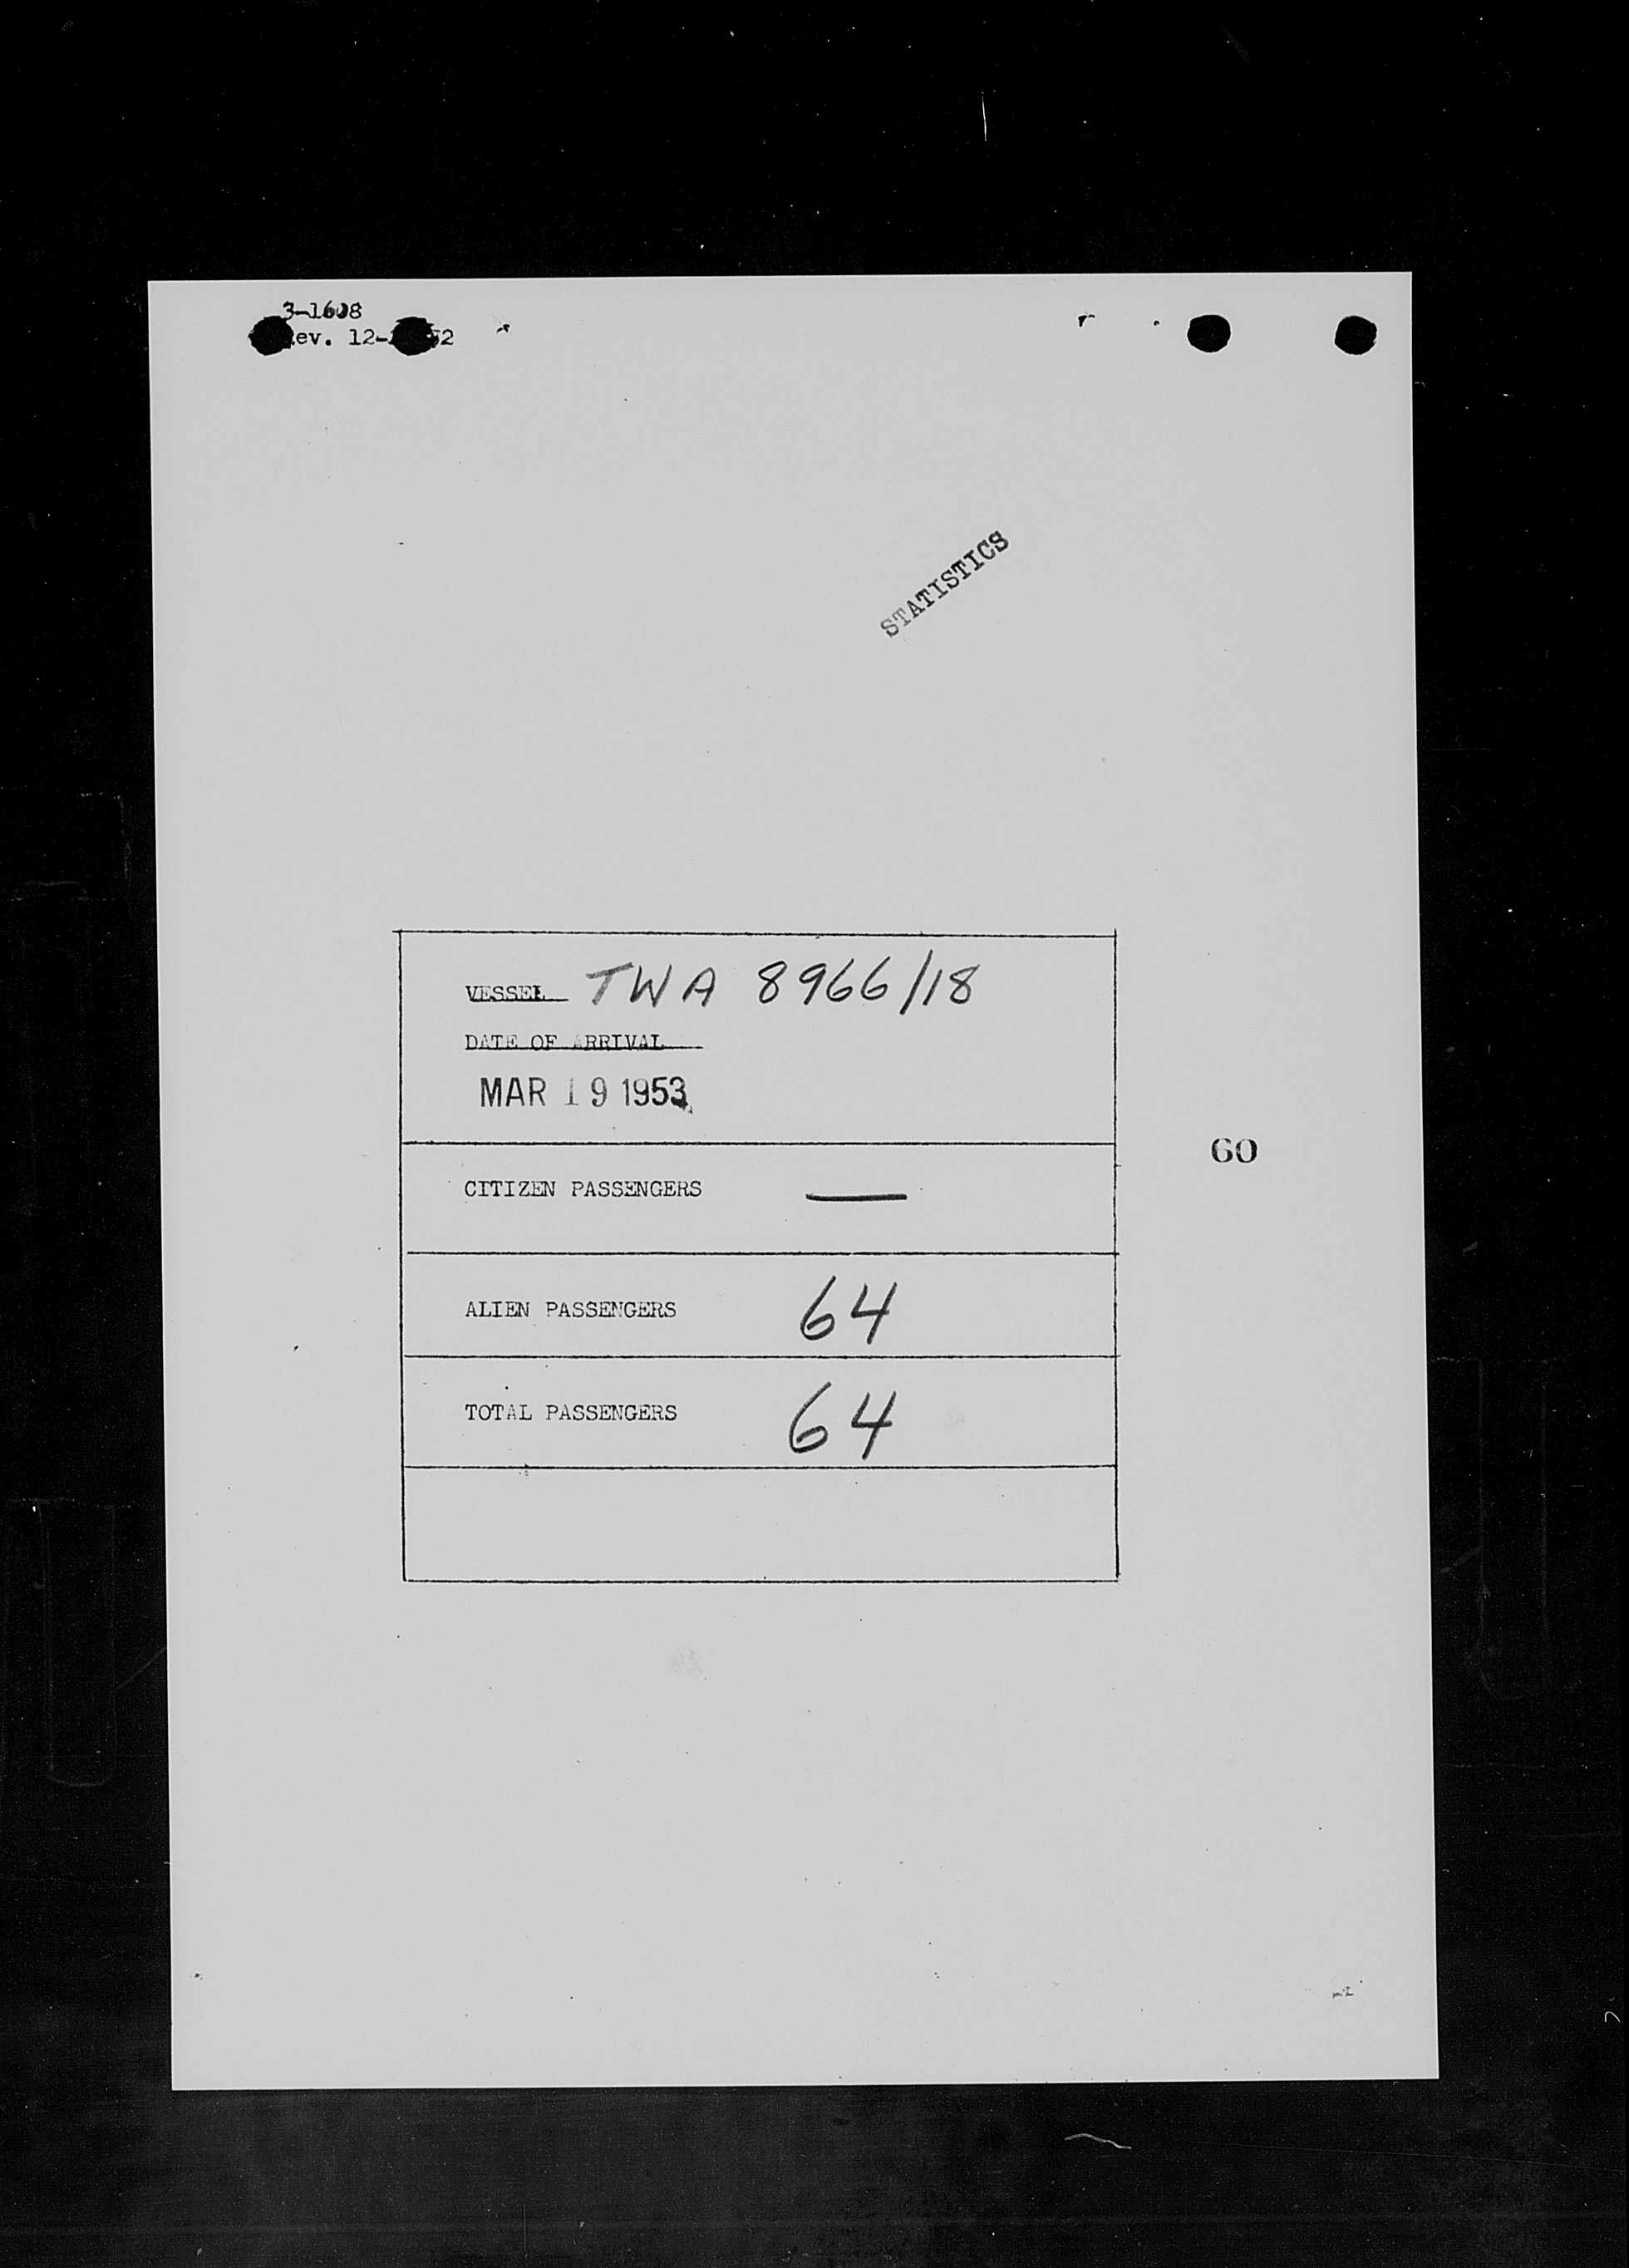 3-1608
Rev. 12-
STATISTICS
VESSEL TWA 8966/18
DATE OF ARRIVAL
MAR 19 1953
60
CITIZEN PASSENGERS —
ALIEN PASSENGERS 64
TOTAL PASSENGERS 64